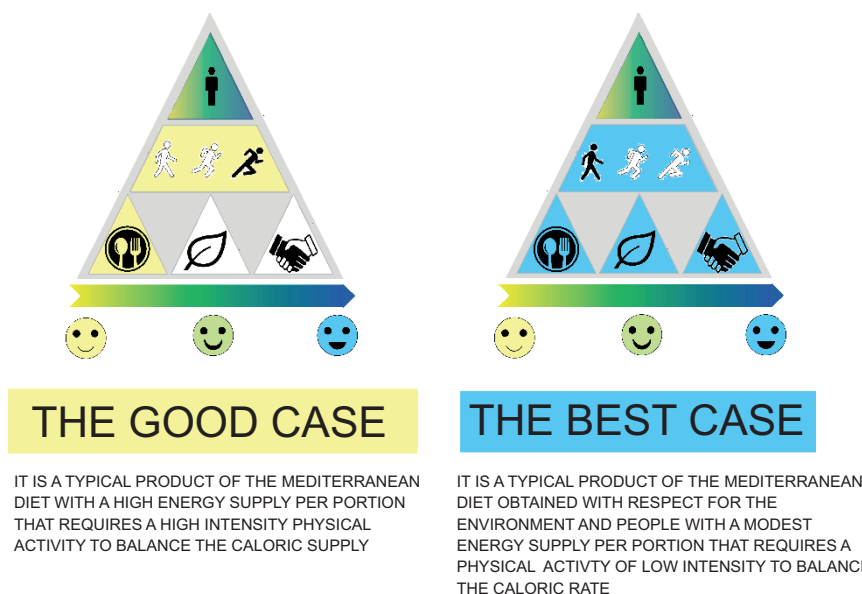 THE GOOD CASE
IT IS A TYPICAL PRODUCT OF THE MEDITERRANEAN
DIET WITH A HIGH ENERGY SUPPLY PER PORTION
THAT REQUIRES A HIGH INTENSITY PHYSICAL
ACTIVITY TO BALANCE THE CALORIC SUPPLY
THE BEST CASE
IT IS A TYPICAL PRODUCT OF THE MEDITERRANEAN
DIET OBTAINED WITH RESPECT FOR THE
ENVIRONMENT AND PEOPLE WITH A MODEST
ENERGY SUPPLY PER PORTION THAT REQUIRES A
PHYSICAL ACTIVTY OF LOW INTENSITY TO BALANCE
THE CALORIC RATE